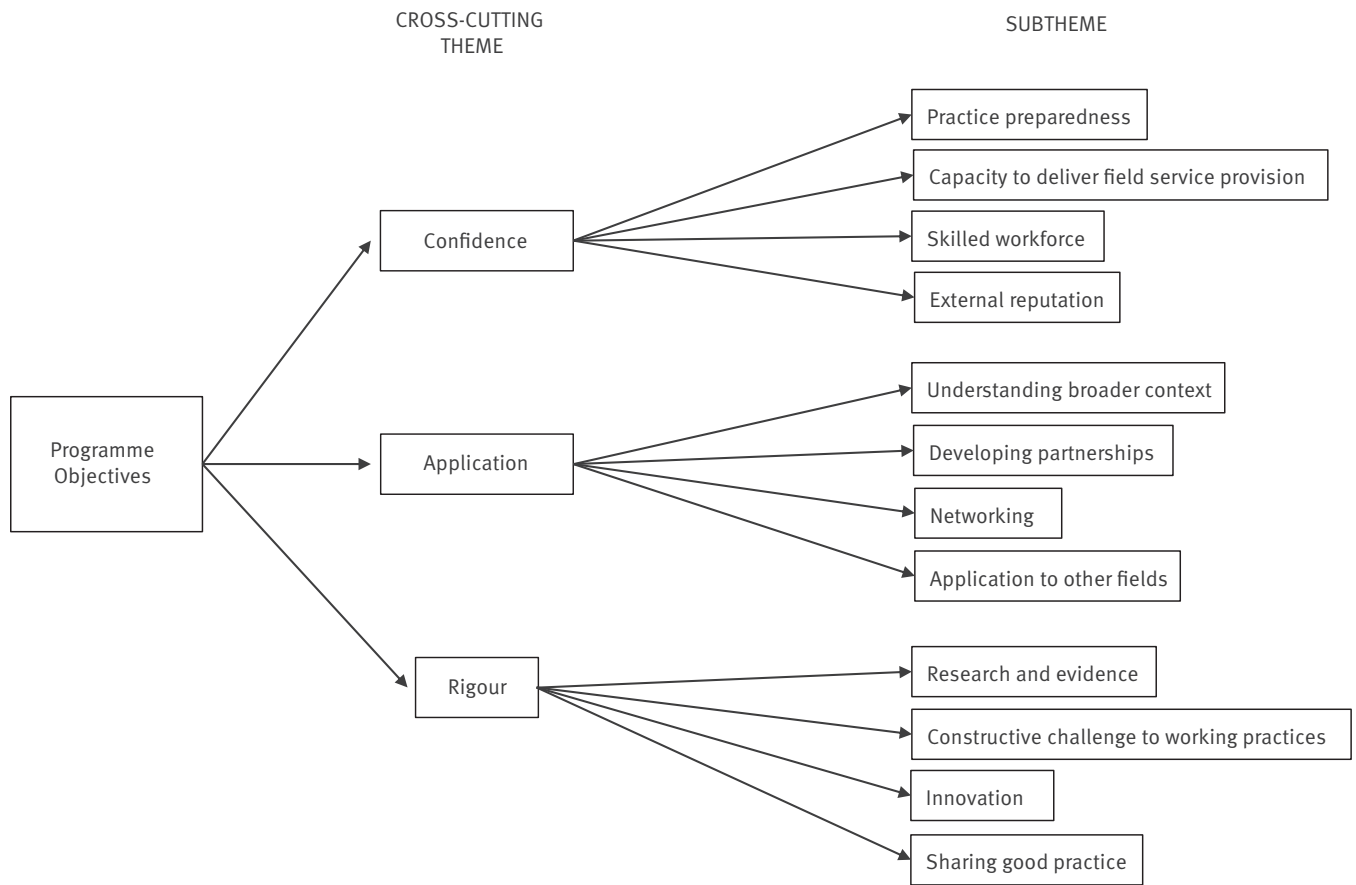 CROSS-CUTTING
THEME
SUBTHEME
Practice preparedness
Capacity to deliver field service provision
Confidence
Skilled workforce
External reputation
Understanding broader context
Programme
Objectives
Application
Developing partnerships
Networking
Application to other fields
Research and evidence
Rigour
Constructive challenge to working practices
Innovation
Sharing good practice